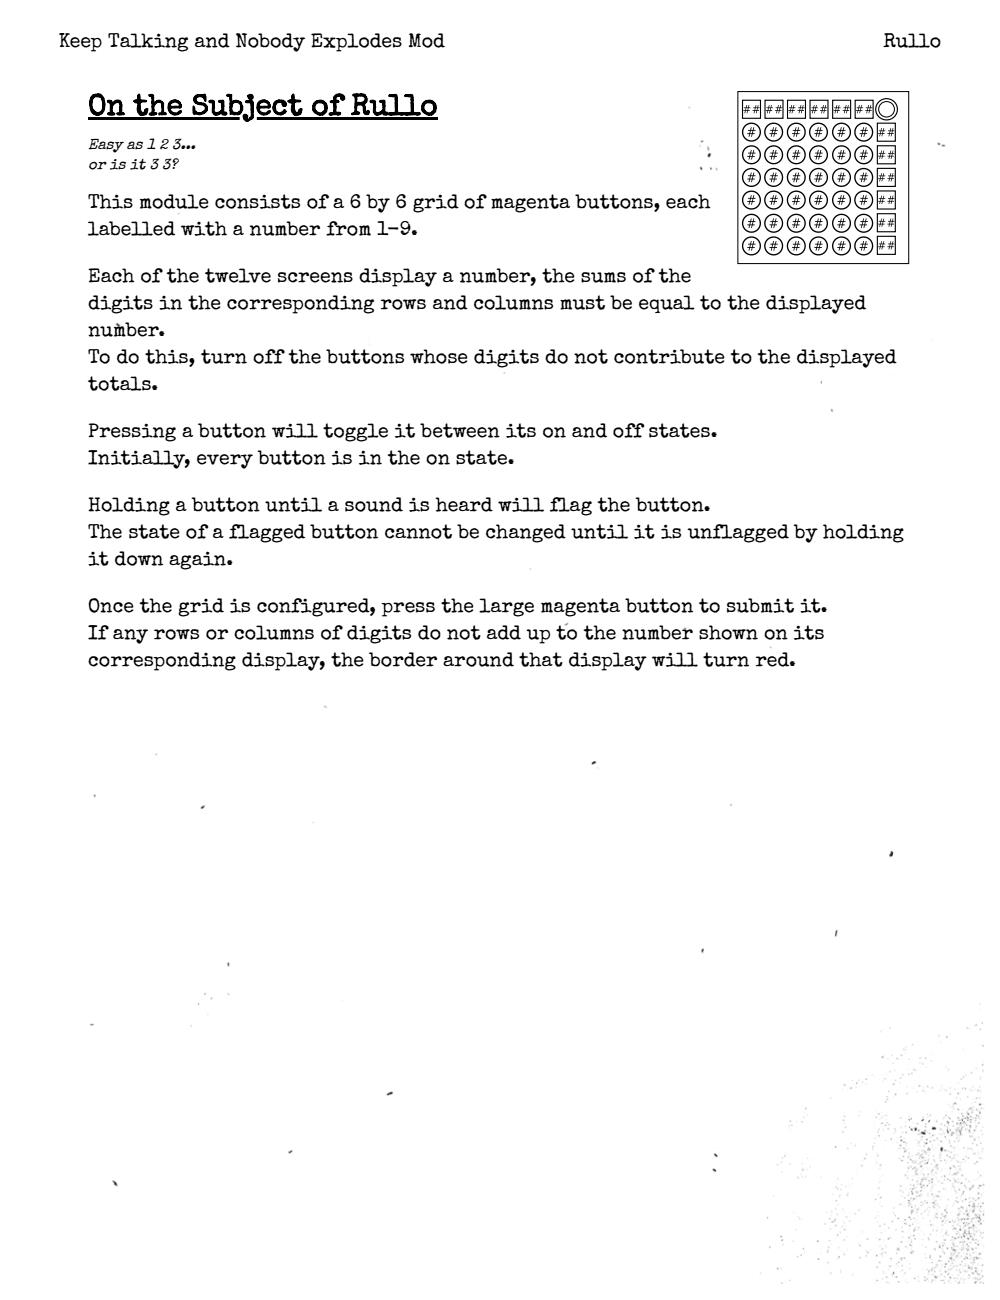 Keep Talking and Nobody Explodes Mod
Rullo
On the Subject of Rullo
Easy as 1 2 3...
or is it 3 3?
## ## ## ## ## ##
# # # # # # ##
# # # # # # ##
# # # # # # ##
# # # # # # ##
# # # # # # ##
# # # # # # ##
This module consists of a 6 by 6 grid of magenta buttons, each
labelled with a number from 1-9.
Each of the twelve screens display a number, the sums of the
digits in the corresponding rows and columns must be equal to the displayed
number.
To do this, turn off the buttons whose digits do not contribute to the displayed
totals.
Pressing a button will toggle it between its on and off states.
Initially, every button is in the on state.
Holding a button until a sound is heard will flag the button.
The state of a flagged button cannot be changed until it is unflagged by holding
it down again.
Once the grid is configured, press the large magenta button to submit it.
If any rows or columns of digits do not add up to the number shown on its
corresponding display, the border around that display will turn red.